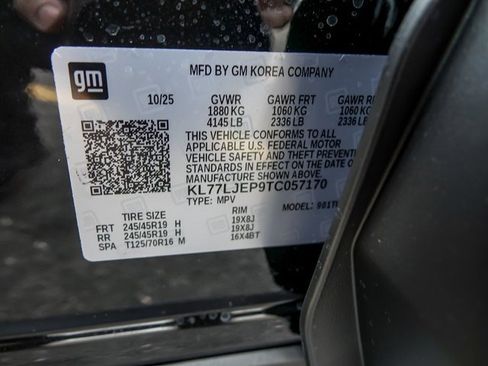 gm
MFD BY GM KOREA COMPANY
10/25 GVWR GAWR FRT GAWR
1880 KG 1060 KG 1060 KG
4145 LB 2336 LB 2336 LB
THIS VEHICLE CONFORMS TO ALL
APPLICABLE U.S. FEDERAL MOTOR
VEHICLE SAFETY AND THEFT PREVENTION
STANDARDS IN EFFECT ON THE DATE
OF MANUFACTURE SHOWN ABOVE.
KL77LJEP9TC057170
TYPE: MPV MODEL:
TIRE SIZE RIM
FRT 245/45R19 H 19X8J
RR 245/45R19 H 19X8J
SPA T125/70R16 M 16X4BT